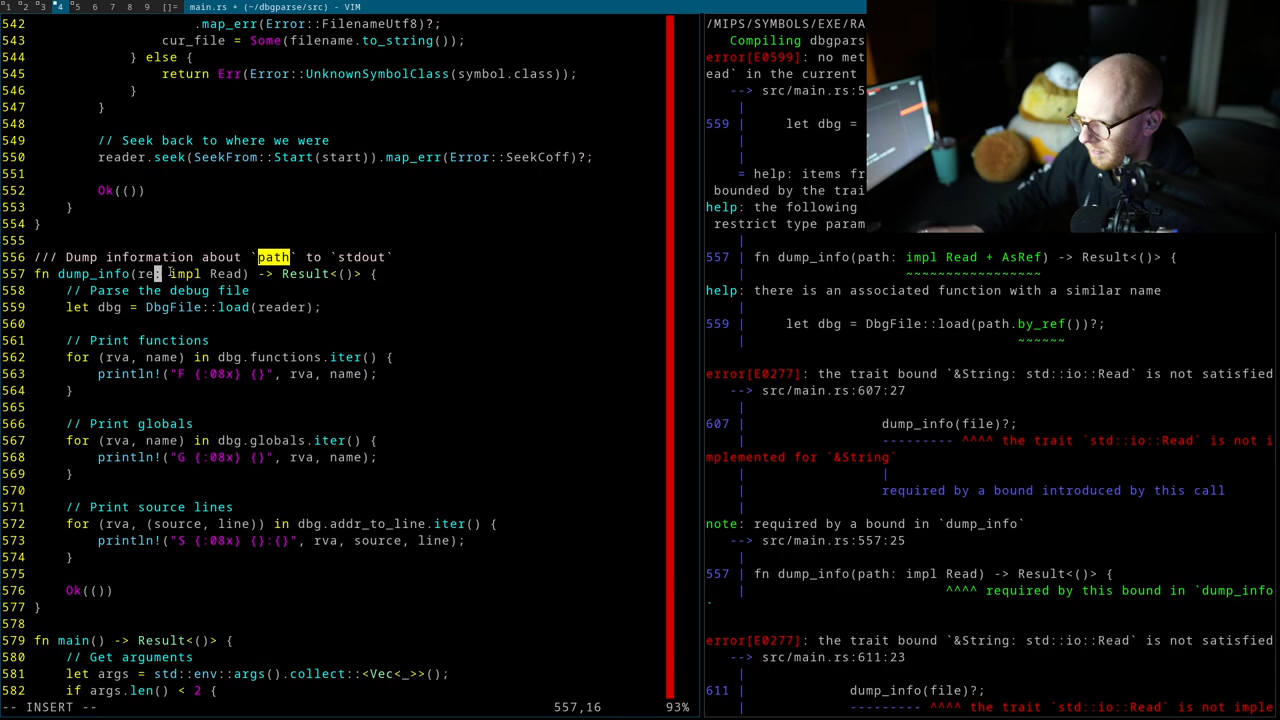 1 2 3 4 5 6 7 8 9 []= main.rs + (~/dbgparse/src) - VIM
542 .map_err(Error::FilenameUtf8)?;
543 cur_file = Some(filename.to_string());
544 } else {
545 return Err(Error::UnknownSymbolClass(symbol.class));
546 }
547 }
548
549 // Seek back to where we were
550 reader.seek(SeekFrom::Start(start)).map_err(Error::SeekCoff)?;
551
552 Ok(())
553 }
554 }
555
556 /// Dump information about `path` to `stdout`
557 fn dump_info(re: impl Read) -> Result<()> {
558 // Parse the debug file
559 let dbg = DbgFile::load(reader);
560
561 // Print functions
562 for (rva, name) in dbg.functions.iter() {
563 println!("F {:08x} {}", rva, name);
564 }
565
566 // Print globals
567 for (rva, name) in dbg.globals.iter() {
568 println!("G {:08x} {}", rva, name);
569 }
570
571 // Print source lines
572 for (rva, (source, line)) in dbg.addr_to_line.iter() {
573 println!("S {:08x} {}:{}", rva, source, line);
574 }
575
576 Ok(())
577 }
578
579 fn main() -> Result<()> {
580 // Get arguments
581 let args = std::env::args().collect::<Vec<_>>();
582 if args.len() < 2 {
-- INSERT -- 557,16 93%
/MIPS/SYMBOLS/EXE/RA
Compiling dbgpars
error[E0599]: no met
ead` in the current
--> src/main.rs:5
|
559 | let dbg =
|
|
= help: items fr
bounded by the trai
help: the following
restrict type param
|
557 | fn dump_info(path: impl Read + AsRef) -> Result<()> {
~~~~~~~~~~~~~~~~~
help: there is an associated function with a similar name
|
559 | let dbg = DbgFile::load(path.by_ref())?;
| ~~~~~~
error[E0277]: the trait bound `&String: std::io::Read` is not satisfied
--> src/main.rs:607:27
|
607 | dump_info(file)?;
| --------- ^^^^ the trait `std::io::Read` is not i
mplemented for `&String`
| |
| required by a bound introduced by this call
|
note: required by a bound in `dump_info`
--> src/main.rs:557:25
|
557 | fn dump_info(path: impl Read) -> Result<()> {
| ^^^^ required by this bound in `dump_info
`
error[E0277]: the trait bound `&String: std::io::Read` is not satisfied
--> src/main.rs:611:23
|
611 | dump_info(file)?;
| --------- ^^^^ the trait `std::io::Read` is not imple